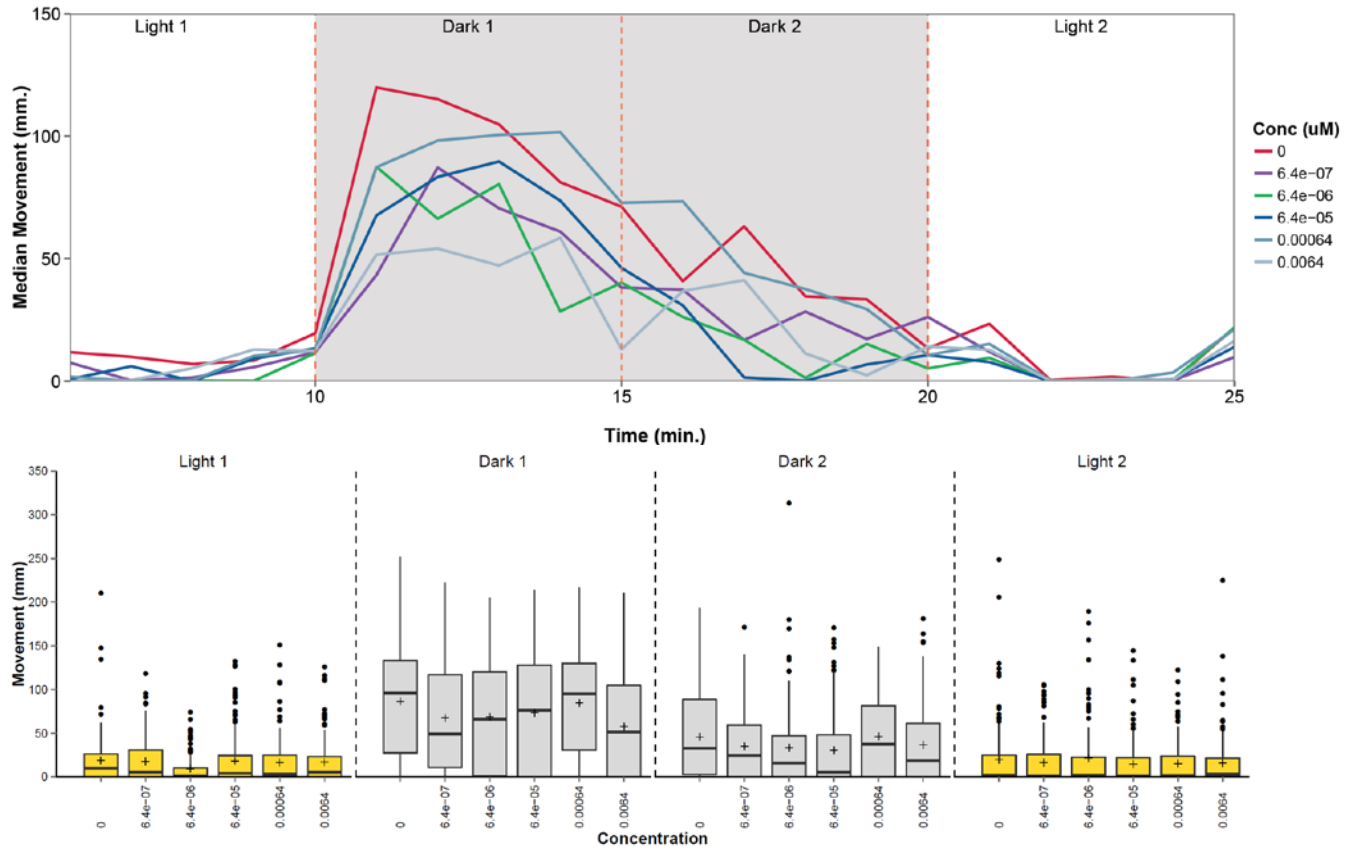 Light 1 Dark 1 Dark 2 Light 2
150
100
50
0
Median Movement (mm.)
10 15 20 25
Time (min.)
Conc (uM)
0
6.4e−07
6.4e−06
6.4e−05
0.00064
0.0064
Light 1 Dark 1 Dark 2 Light 2
350
300
250
200
150
100
50
0
Movement (mm)
0 6.4e−07 6.4e−06 6.4e−05 0.00064 0.0064 0 6.4e−07 6.4e−06 6.4e−05 0.00064 0.0064 0 6.4e−07 6.4e−06 6.4e−05 0.00064 0.0064 0 6.4e−07 6.4e−06 6.4e−05 0.00064 0.0064
Concentration